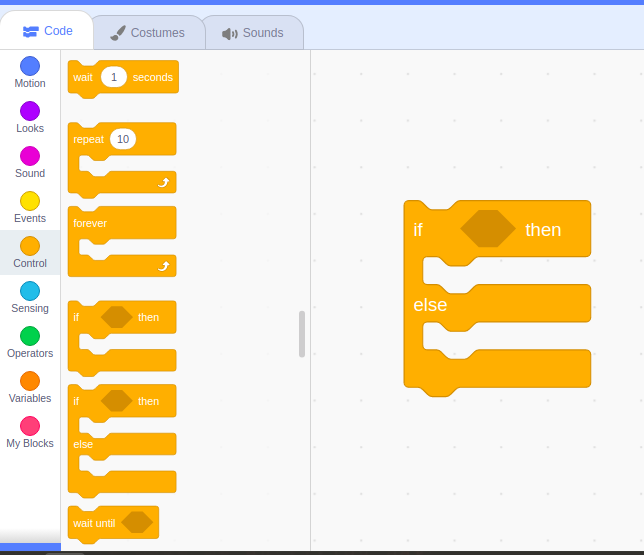 Code
Costumes
Sounds
Motion
Looks
Sound
Events
Control
Sensing
Operators
Variables
My Blocks
wait 1 seconds
repeat 10
forever
if then
if then
else
wait until
if then
else